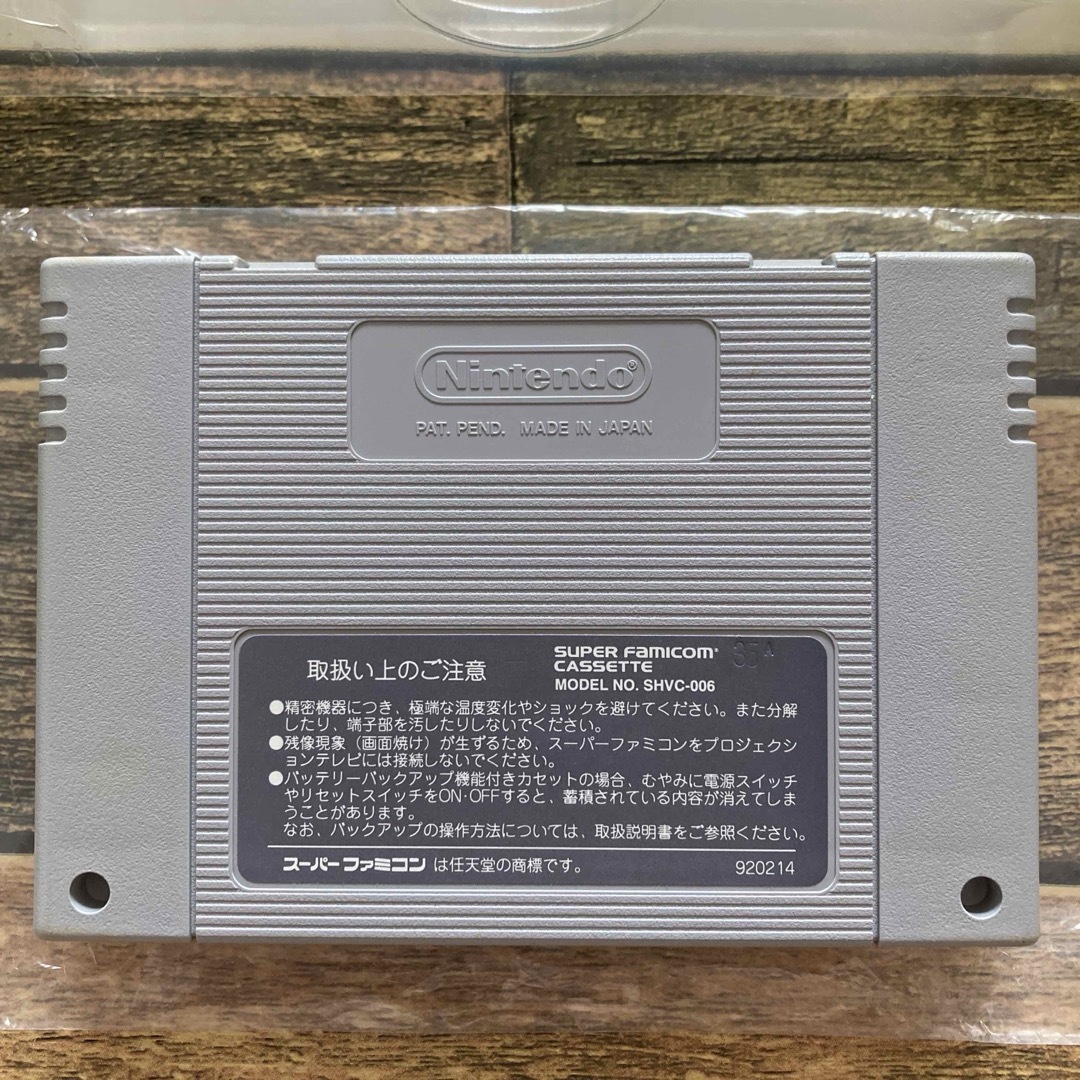 Nintendo®
PAT. PEND. MADE IN JAPAN
取扱い上のご注意
SUPER FAMICOM®
CASSETTE
MODEL NO. SHVC-006
35A
●精密機器につき、極端な温度変化やショックを避けてください。また分解
したり、端子部を汚したりしないでください。
●残像現象（画面焼け）が生ずるため、スーパーファミコンをプロジェクシ
ョンテレビには接続しないでください。
●バッテリーバックアップ機能付きカセットの場合、むやみに電源スイッチ
やリセットスイッチをON・OFFすると、蓄積されている内容が消えてしま
うことがあります。
なお、バックアップの操作方法については、取扱説明書をご参照ください。
スーパーファミコン は任天堂の商標です。
920214